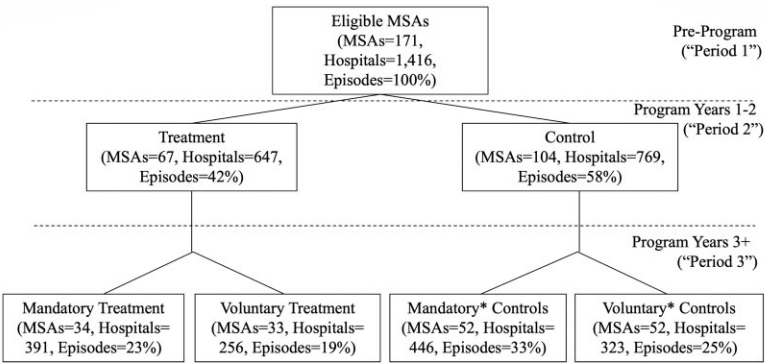 Eligible MSAs
(MSAs=171,
Hospitals=1,416,
Episodes=100%)
Pre-Program
(“Period 1”)
Program Years 1-2
(“Period 2”)
Treatment
(MSAs=67, Hospitals=647,
Episodes=42%)
Control
(MSAs=104, Hospitals=769,
Episodes=58%)
Program Years 3+
(“Period 3”)
Mandatory Treatment
(MSAs=34, Hospitals=
391, Episodes=23%)
Voluntary Treatment
(MSAs=33, Hospitals=
256, Episodes=19%)
Mandatory* Controls
(MSAs=52, Hospitals=
446, Episodes=33%)
Voluntary* Controls
(MSAs=52, Hospitals=
323, Episodes=25%)